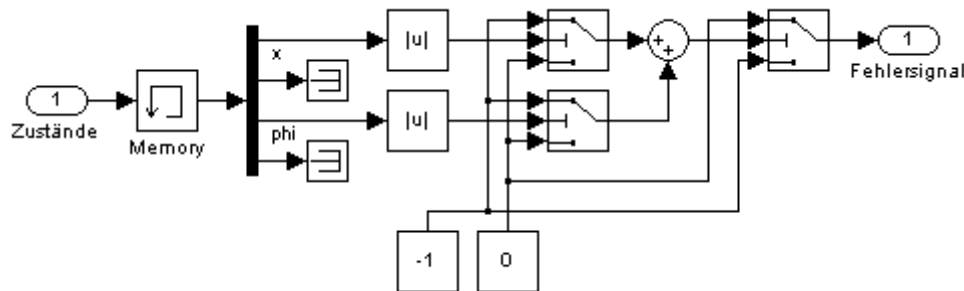 1
Zustände
Memory
x
phi
|u|
|u|
+
+
-1
0
1
Fehlersignal